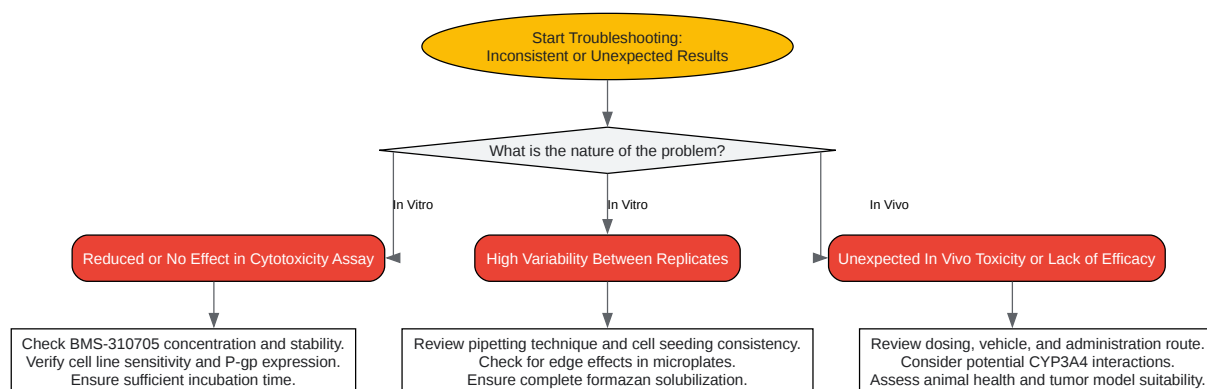 Start Troubleshooting:
Inconsistent or Unexpected Results
What is the nature of the problem?
In Vitro
In Vitro
In Vivo
Reduced or No Effect in Cytotoxicity Assay
High Variability Between Replicates
Unexpected In Vivo Toxicity or Lack of Efficacy
Check BMS-310705 concentration and stability.
Verify cell line sensitivity and P-gp expression.
Ensure sufficient incubation time.
Review pipetting technique and cell seeding consistency.
Check for edge effects in microplates.
Ensure complete formazan solubilization.
Review dosing, vehicle, and administration route.
Consider potential CYP3A4 interactions.
Assess animal health and tumor model suitability.